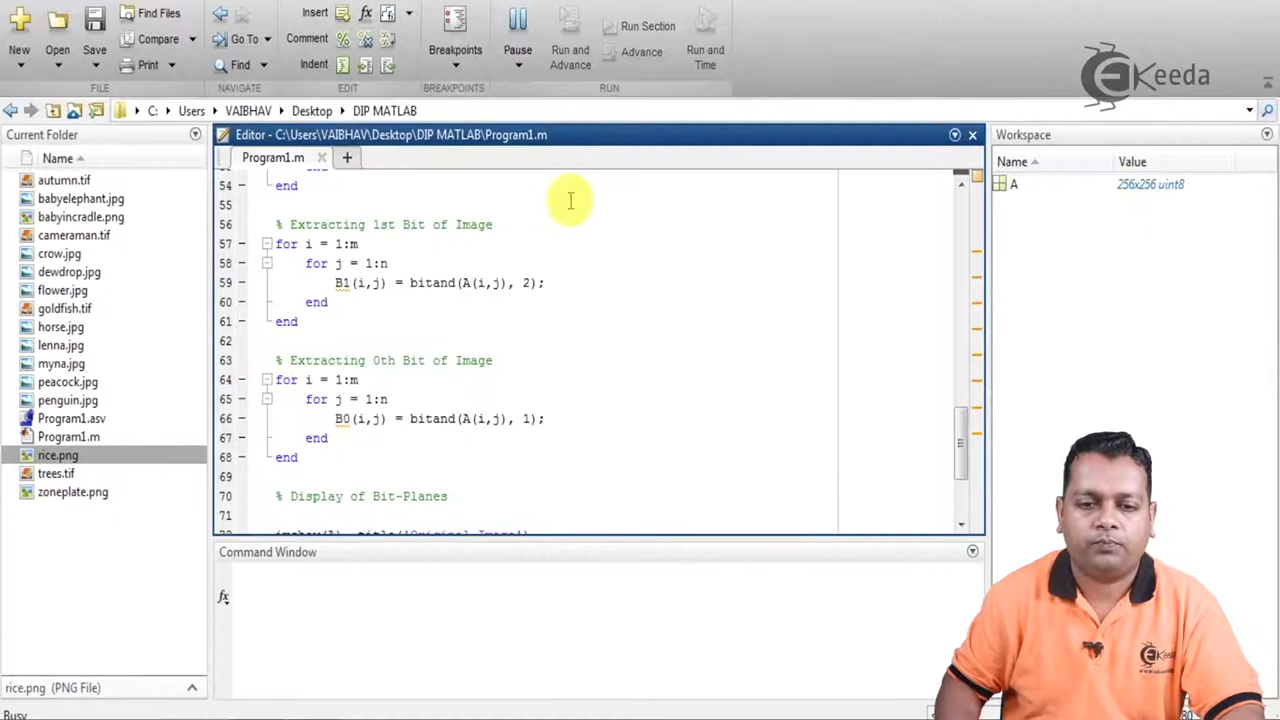 New
Open
Save
Find Files
Compare
Print
FILE
Go To
Find
NAVIGATE
Insert
fx
Comment
Indent
EDIT
Breakpoints
BREAKPOINTS
Pause
Run and Advance
Run Section
Advance
Run and Time
RUN
EKeeda
C: Users VAIBHAV Desktop DIP MATLAB
Current Folder
Name
autumn.tif
babyelephant.jpg
babyincradle.png
cameraman.tif
crow.jpg
dewdrop.jpg
flower.jpg
goldfish.tif
horse.jpg
lenna.jpg
myna.jpg
peacock.jpg
penguin.jpg
Program1.asv
Program1.m
rice.png
trees.tif
zoneplate.png
rice.png (PNG File)
Busy
Editor - C:\Users\VAIBHAV\Desktop\DIP MATLAB\Program1.m
Program1.m
54 end
55
56 % Extracting 1st Bit of Image
57 for i = 1:m
58 for j = 1:n
59 B1(i,j) = bitand(A(i,j), 2);
60 end
61 end
62
63 % Extracting 0th Bit of Image
64 for i = 1:m
65 for j = 1:n
66 B0(i,j) = bitand(A(i,j), 1);
67 end
68 end
69
70 % Display of Bit-Planes
71
Command Window
fx
Workspace
Name Value
A 256x256 uint8
EKeeda